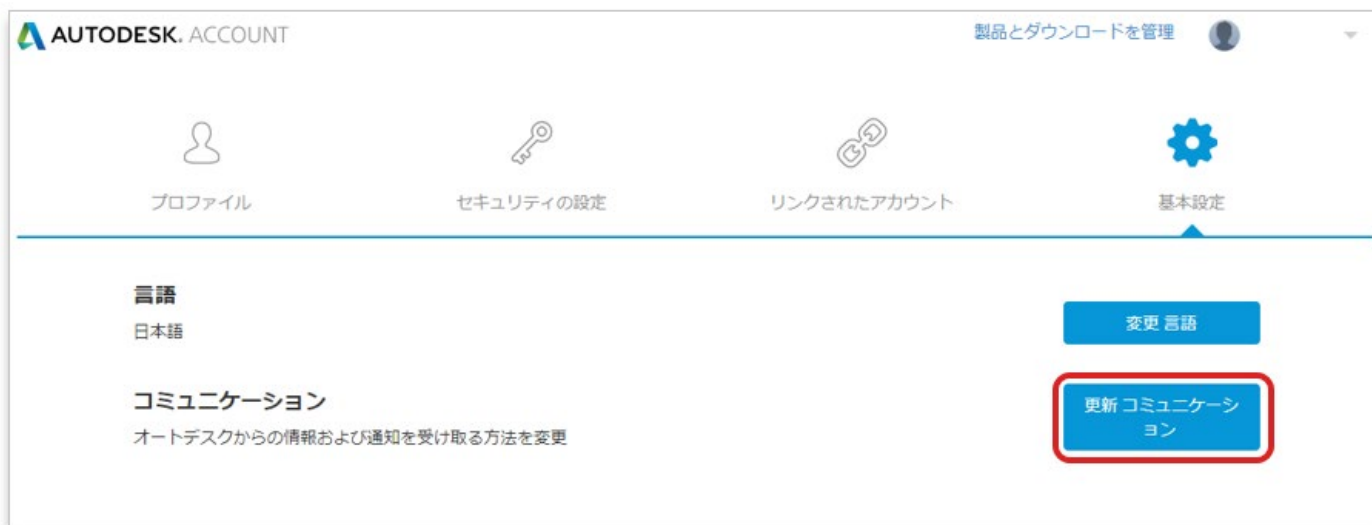 AUTODESK. ACCOUNT
製品とダウンロードを管理
プロファイル
セキュリティの設定
リンクされたアカウント
基本設定
言語
日本語
変更 言語
コミュニケーション
オートデスクからの情報および通知を受け取る方法を変更
更新 コミュニケーシ
ョン